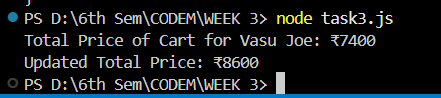 PS D:\6th Sem\CODEM\WEEK 3> node task3.js
Total Price of Cart for Vasu Joe: ₹7400
Updated Total Price: ₹8600
PS D:\6th Sem\CODEM\WEEK 3>